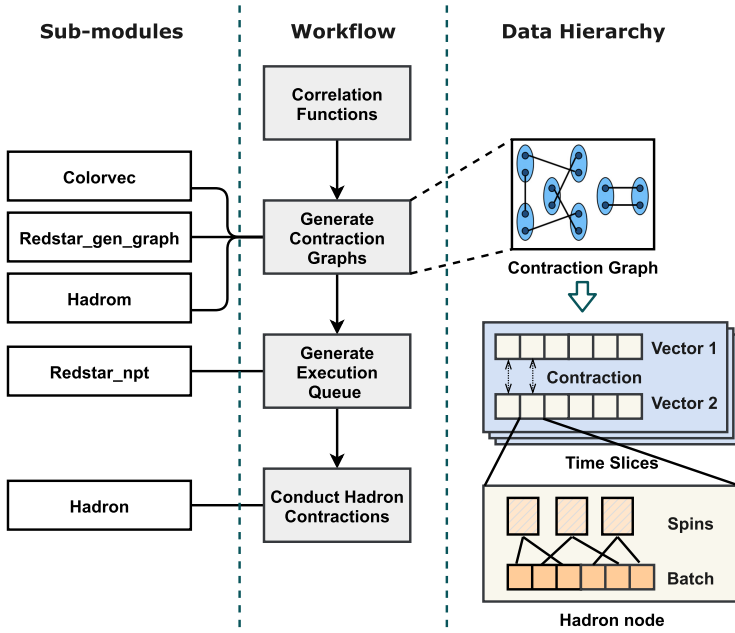 Sub-modules
Workflow
Data Hierarchy
Correlation
Functions
Colorvec
Redstar_gen_graph
Hadrom
Generate
Contraction
Graphs
Contraction Graph
Redstar_npt
Generate
Execution
Queue
Vector 1
Contraction
Vector 2
Time Slices
Hadron
Conduct Hadron
Contractions
Spins
Batch
Hadron node